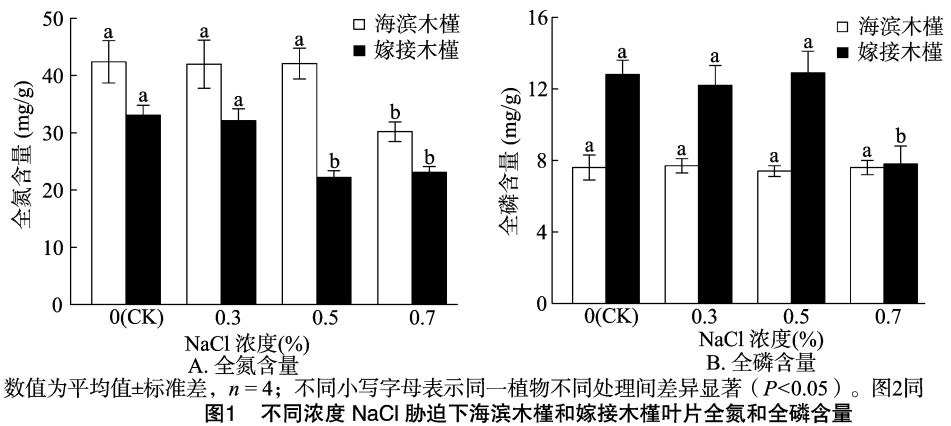 50
40
30
20
10
0
全氮含量 (mg/g)
海滨木槿
嫁接木槿
a
a
a
a
a
b
b
b
0(CK)
0.3
0.5
0.7
NaCl 浓度(%)
A. 全氮含量
16
12
8
4
0
全磷含量 (mg/g)
海滨木槿
嫁接木槿
a
a
a
a
a
a
a
b
0(CK)
0.3
0.5
0.7
NaCl 浓度(%)
B. 全磷含量
数值为平均值±标准差，n = 4；不同小写字母表示同一植物不同处理间差异显著（P<0.05）。图2同
图1 不同浓度 NaCl 胁迫下海滨木槿和嫁接木槿叶片全氮和全磷含量